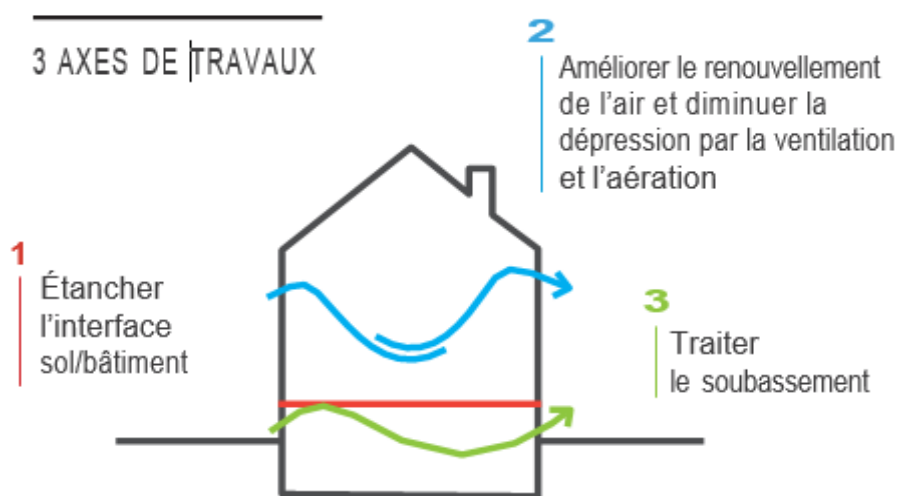 3 AXES DE TRAVAUX
2
Améliorer le renouvellement
de l'air et diminuer la
dépression par la ventilation
et l'aération
1
Étancher
l'interface
sol/bâtiment
3
Traiter
le soubassement